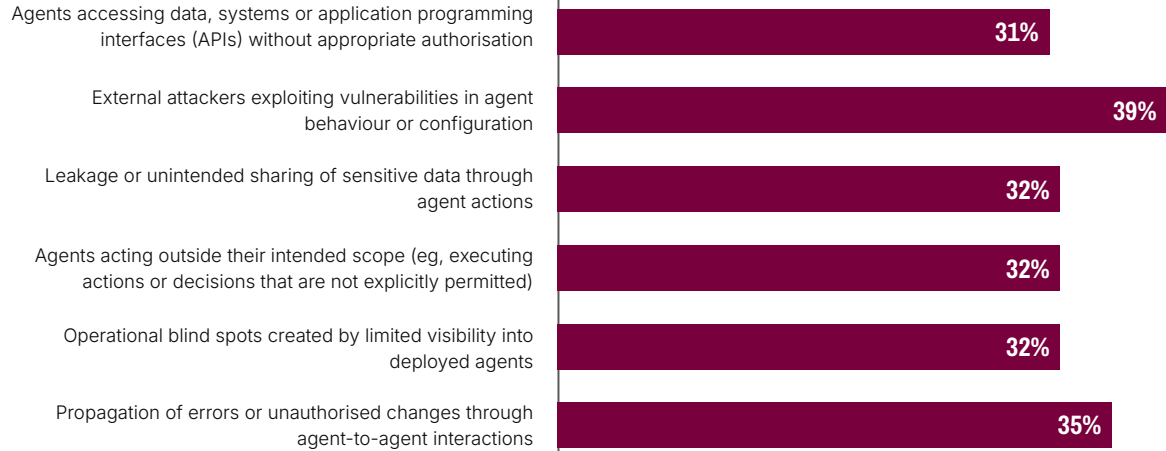 Agents accessing data, systems or application programming
interfaces (APIs) without appropriate authorisation
31%
External attackers exploiting vulnerabilities in agent
behaviour or configuration
39%
Leakage or unintended sharing of sensitive data through
agent actions
32%
Agents acting outside their intended scope (eg, executing
actions or decisions that are not explicitly permitted)
32%
Operational blind spots created by limited visibility into
deployed agents
32%
Propagation of errors or unauthorised changes through
agent-to-agent interactions
35%